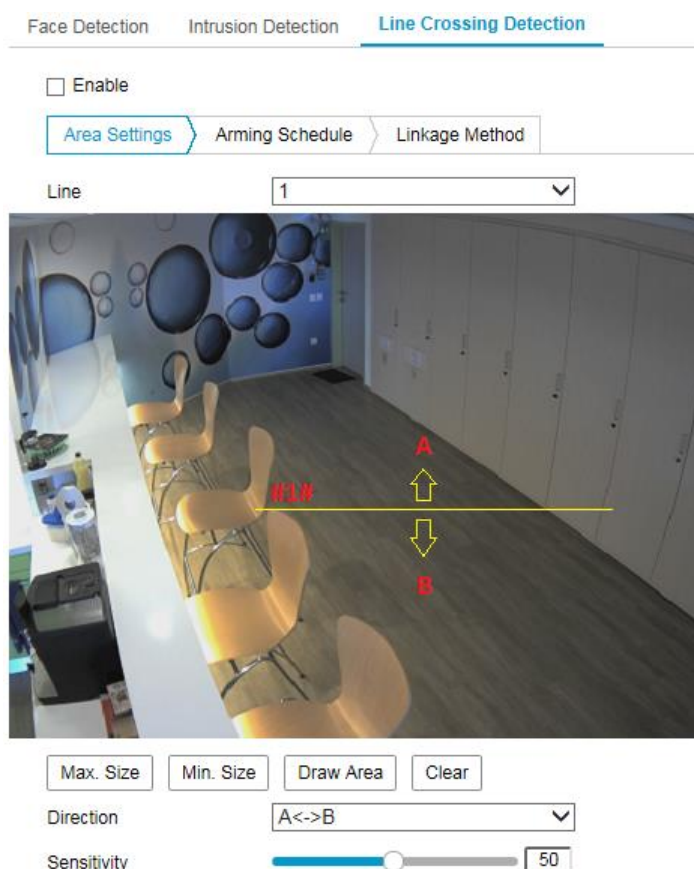 Face Detection Intrusion Detection Line Crossing Detection
Enable
Area Settings Arming Schedule Linkage Method
Line 1
A
#1#
B
Max. Size Min. Size Draw Area Clear
Direction A<->B
Sensitivity 50